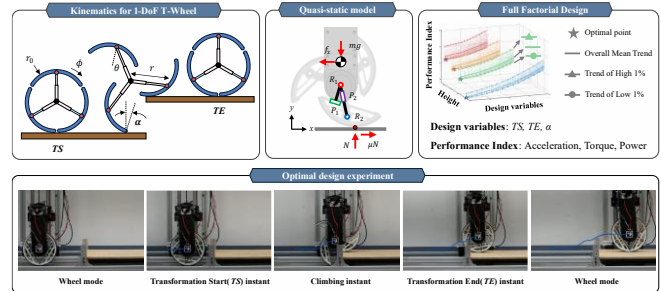 Kinematics for 1-DoF T-Wheel
r₀
ϕ
θ
r
α
TS
TE
Quasi-static model
fₛ
mg
R₁
P₂
P₁
R₂
y
x
N
μN
Full Factorial Design
Performance Index
Height
Design variables
Optimal point
Overall Mean Trend
Trend of High 1%
Trend of Low 1%
Design variables: TS, TE, α
Performance Index: Acceleration, Torque, Power
Optimal design experiment
Wheel mode
Transformation Start(TS) instant
Climbing instant
Transformation End(TE) instant
Wheel mode